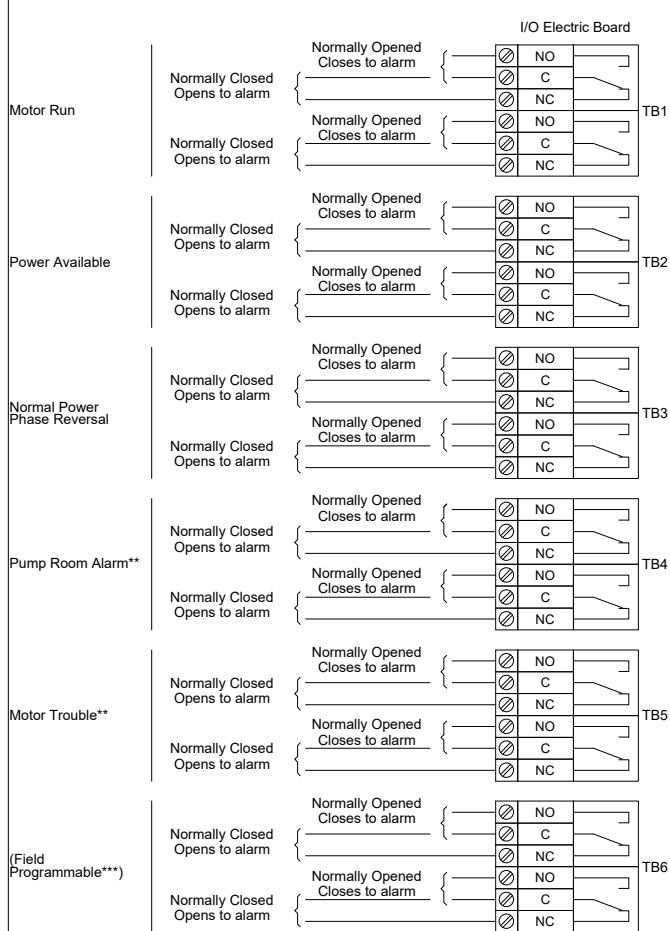 I/O Electric Board
Motor Run
Normally Opened
Closes to alarm
Normally Closed
Opens to alarm
NO
C
NC
Normally Opened
Closes to alarm
Normally Closed
Opens to alarm
NO
C
NC
TB1
Power Available
Normally Opened
Closes to alarm
Normally Closed
Opens to alarm
NO
C
NC
Normally Opened
Closes to alarm
Normally Closed
Opens to alarm
NO
C
NC
TB2
Normal Power
Phase Reversal
Normally Opened
Closes to alarm
Normally Closed
Opens to alarm
NO
C
NC
Normally Opened
Closes to alarm
Normally Closed
Opens to alarm
NO
C
NC
TB3
Pump Room Alarm**
Normally Opened
Closes to alarm
Normally Closed
Opens to alarm
NO
C
NC
Normally Opened
Closes to alarm
Normally Closed
Opens to alarm
NO
C
NC
TB4
Motor Trouble**
Normally Opened
Closes to alarm
Normally Closed
Opens to alarm
NO
C
NC
Normally Opened
Closes to alarm
Normally Closed
Opens to alarm
NO
C
NC
TB5
(Field
Programmable***)
Normally Opened
Closes to alarm
Normally Closed
Opens to alarm
NO
C
NC
Normally Opened
Closes to alarm
Normally Closed
Opens to alarm
NO
C
NC
TB6